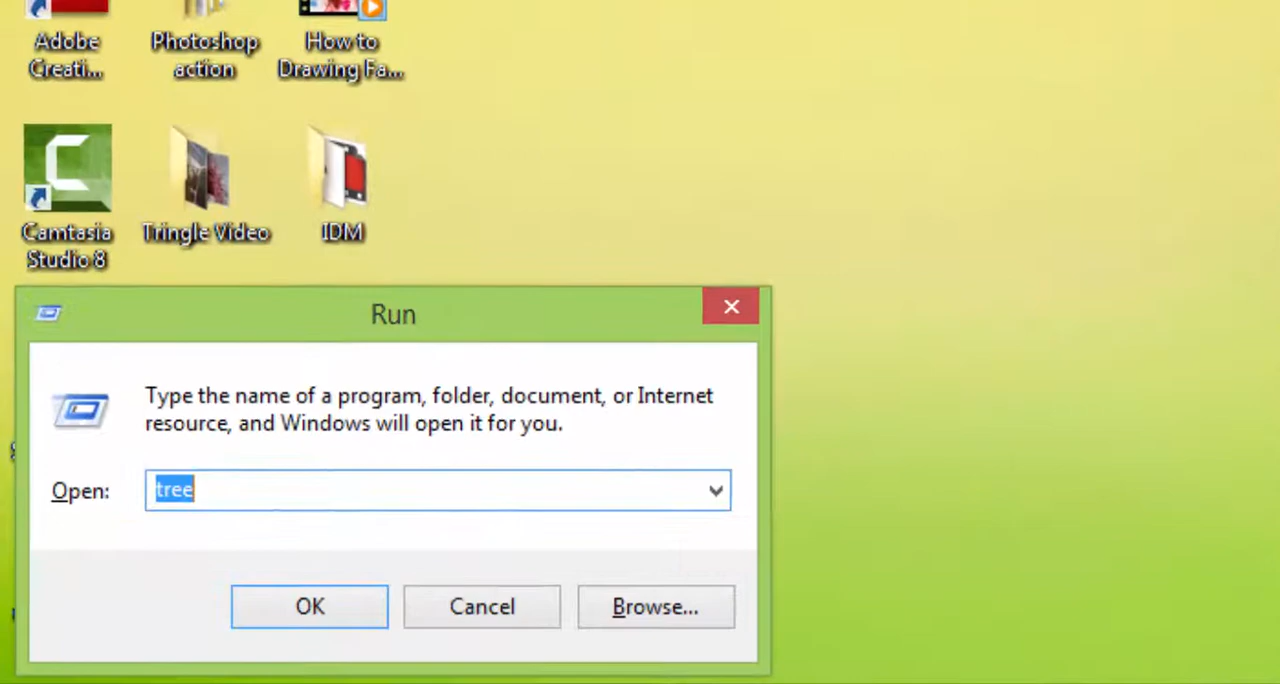 Adobe Creati...
Photoshop action
How to Drawing Fa...
Camtasia Studio 8
Tringle Video
IDM
Run
Type the name of a program, folder, document, or Internet
resource, and Windows will open it for you.
Open:
tree
OK
Cancel
Browse...